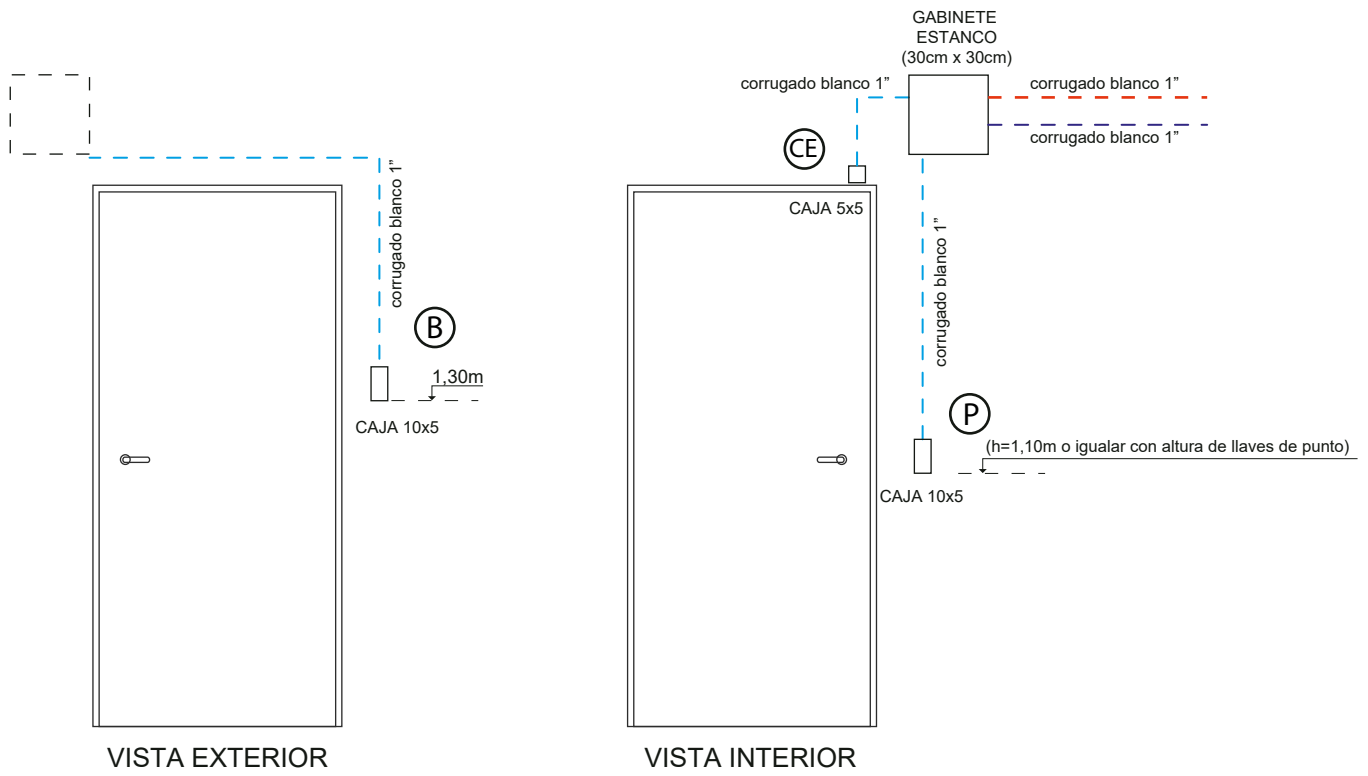 GABINETE
ESTANCO
(30cm x 30cm)
corrugado blanco 1”
corrugado blanco 1”
corrugado blanco 1”
CE
CAJA 5x5
corrugado blanco 1”
B
1,30m
CAJA 10x5
corrugado blanco 1”
P
(h=1,10m o igualar con altura de llaves de punto)
CAJA 10x5
VISTA EXTERIOR
VISTA INTERIOR